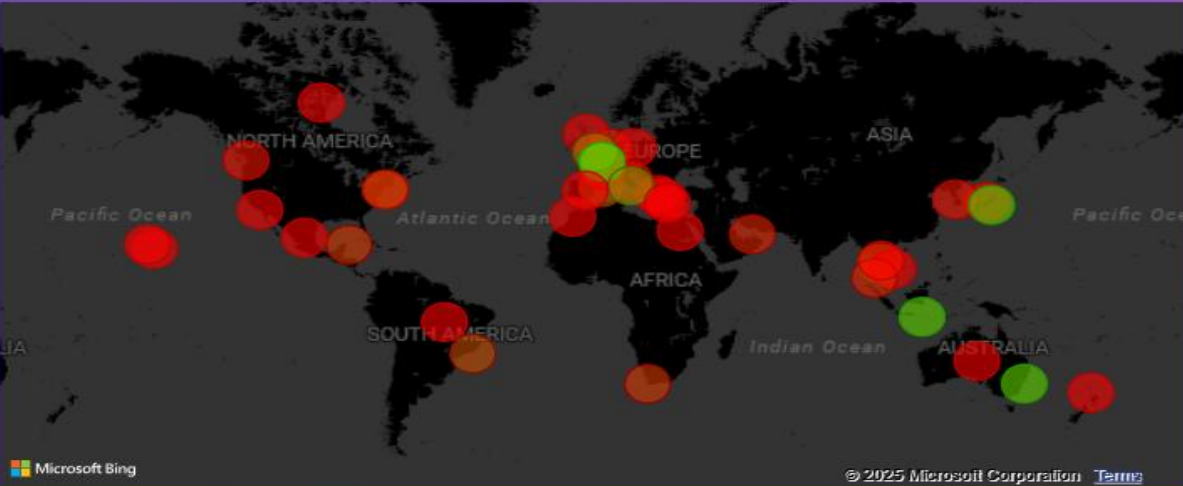 NORTH AMERICA
ASIA
EUROPE
Pacific Ocean
Atlantic Ocean
Pacific Oce
AFRICA
SOUTH AMERICA
Indian Ocean
AUSTRALIA
LIA
Microsoft Bing
© 2025 Microsoft Corporation Terms